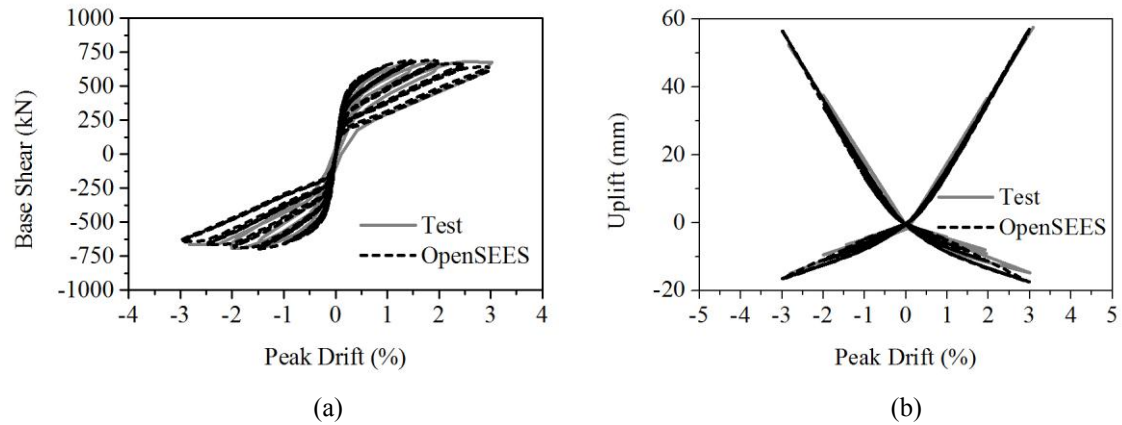 1000
750
500
250
0
-250
-500
-750
-1000
Base Shear (kN)
Test
OpenSEES
-4 -3 -2 -1 0 1 2 3 4
Peak Drift (%)
(a)
60
40
20
0
-20
Uplift (mm)
Test
OpenSEES
-5 -4 -3 -2 -1 0 1 2 3 4 5
Peak Drift (%)
(b)